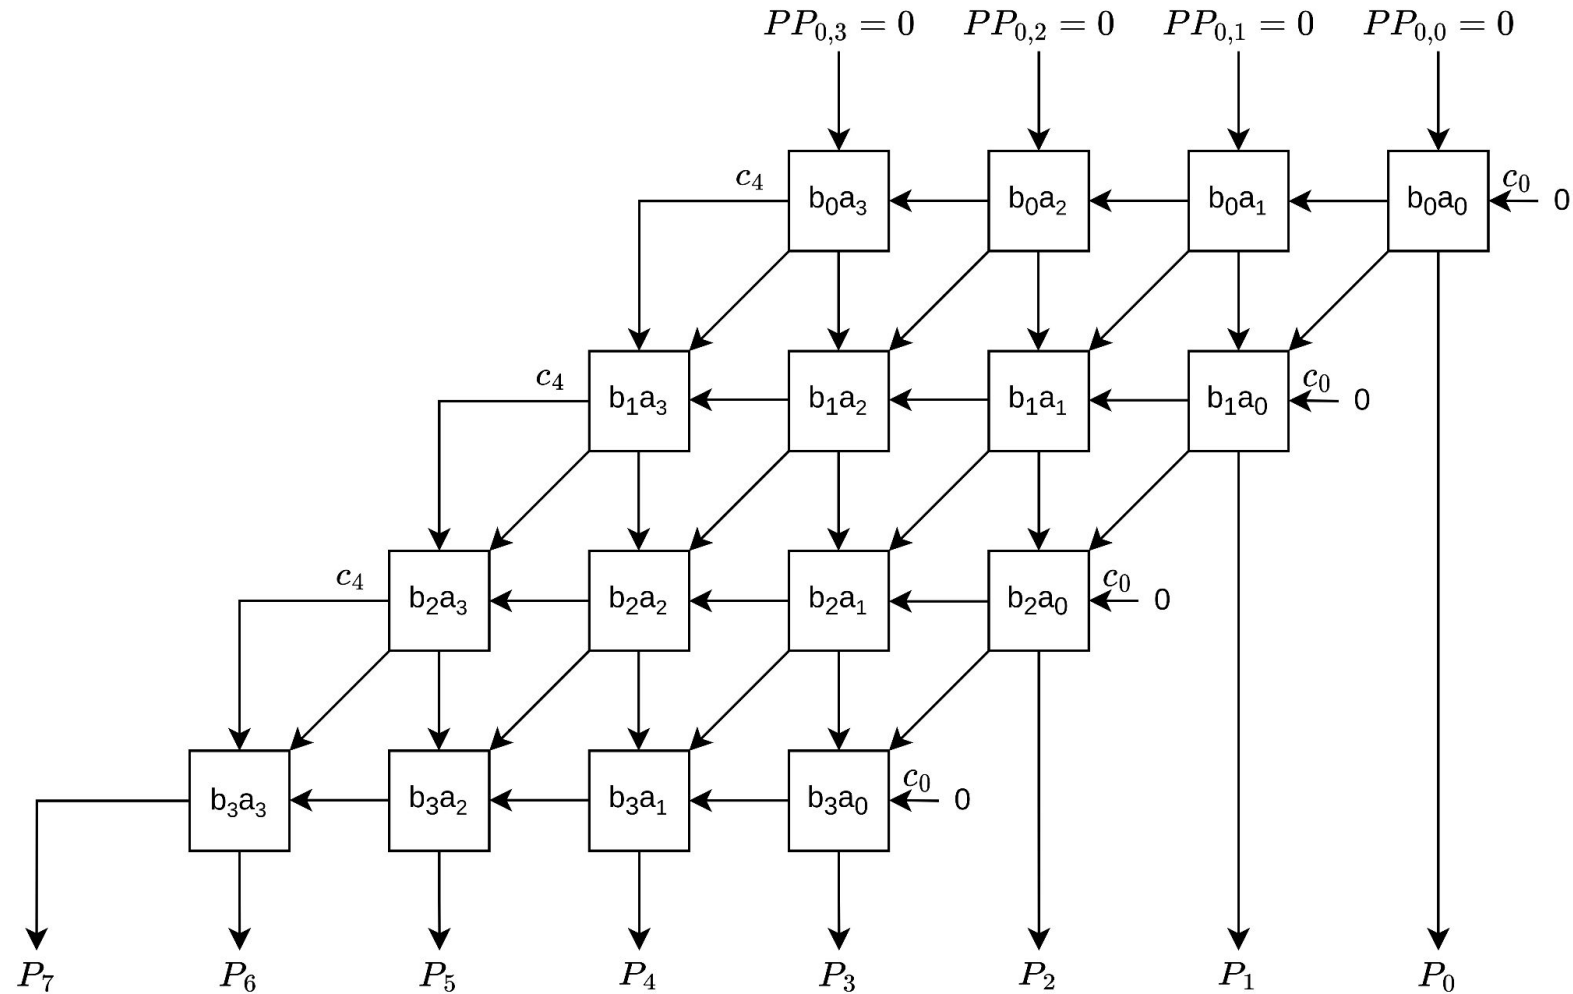 PP₀,₃ = 0 PP₀,₂ = 0 PP₀,₁ = 0 PP₀,₀ = 0
c₄ b₀a₃ b₀a₂ b₀a₁ b₀a₀ c₀ 0
c₄ b₁a₃ b₁a₂ b₁a₁ b₁a₀ c₀ 0
c₄ b₂a₃ b₂a₂ b₂a₁ b₂a₀ c₀ 0
b₃a₃ b₃a₂ b₃a₁ b₃a₀ c₀ 0
P₇ P₆ P₅ P₄ P₃ P₂ P₁ P₀